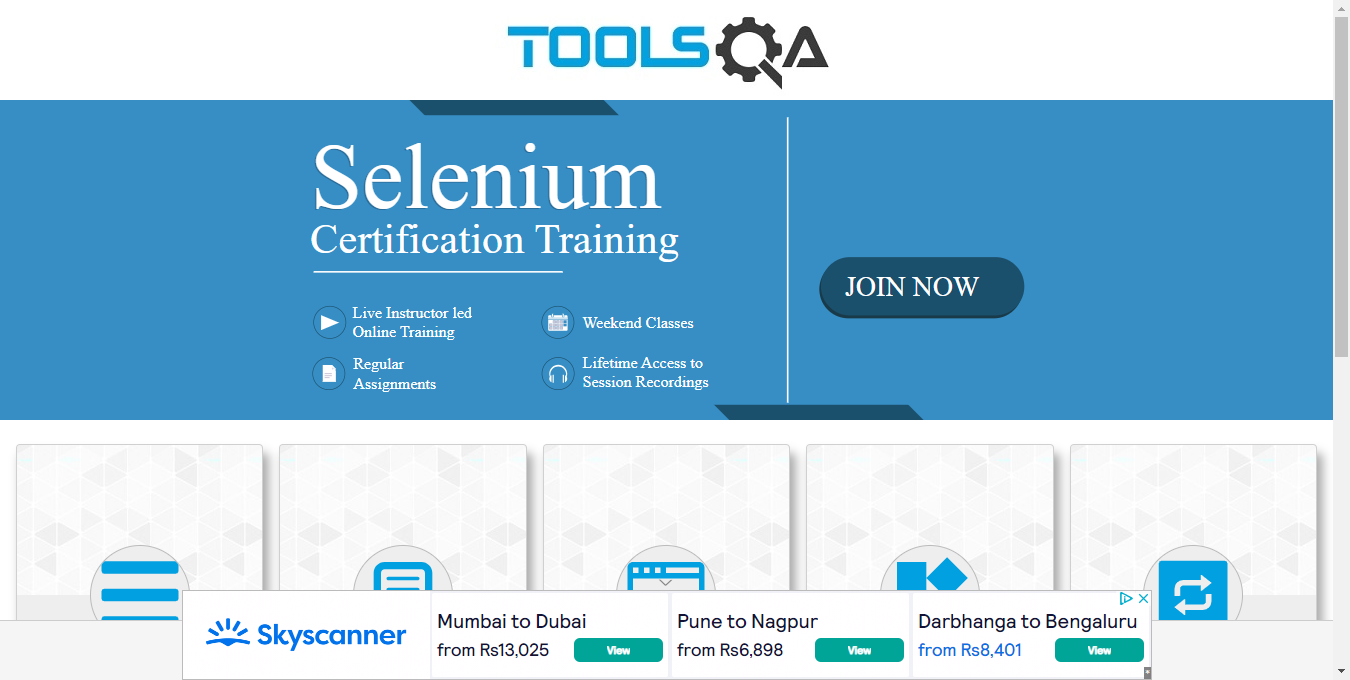 TOOLSQA
Selenium
Certification Training
JOIN NOW
Live Instructor led
Online Training
Weekend Classes
Regular
Assignments
Lifetime Access to
Session Recordings
Skyscanner
Mumbai to Dubai
from Rs13,025
View
Pune to Nagpur
from Rs6,898
View
Darbhanga to Bengaluru
from Rs8,401
View